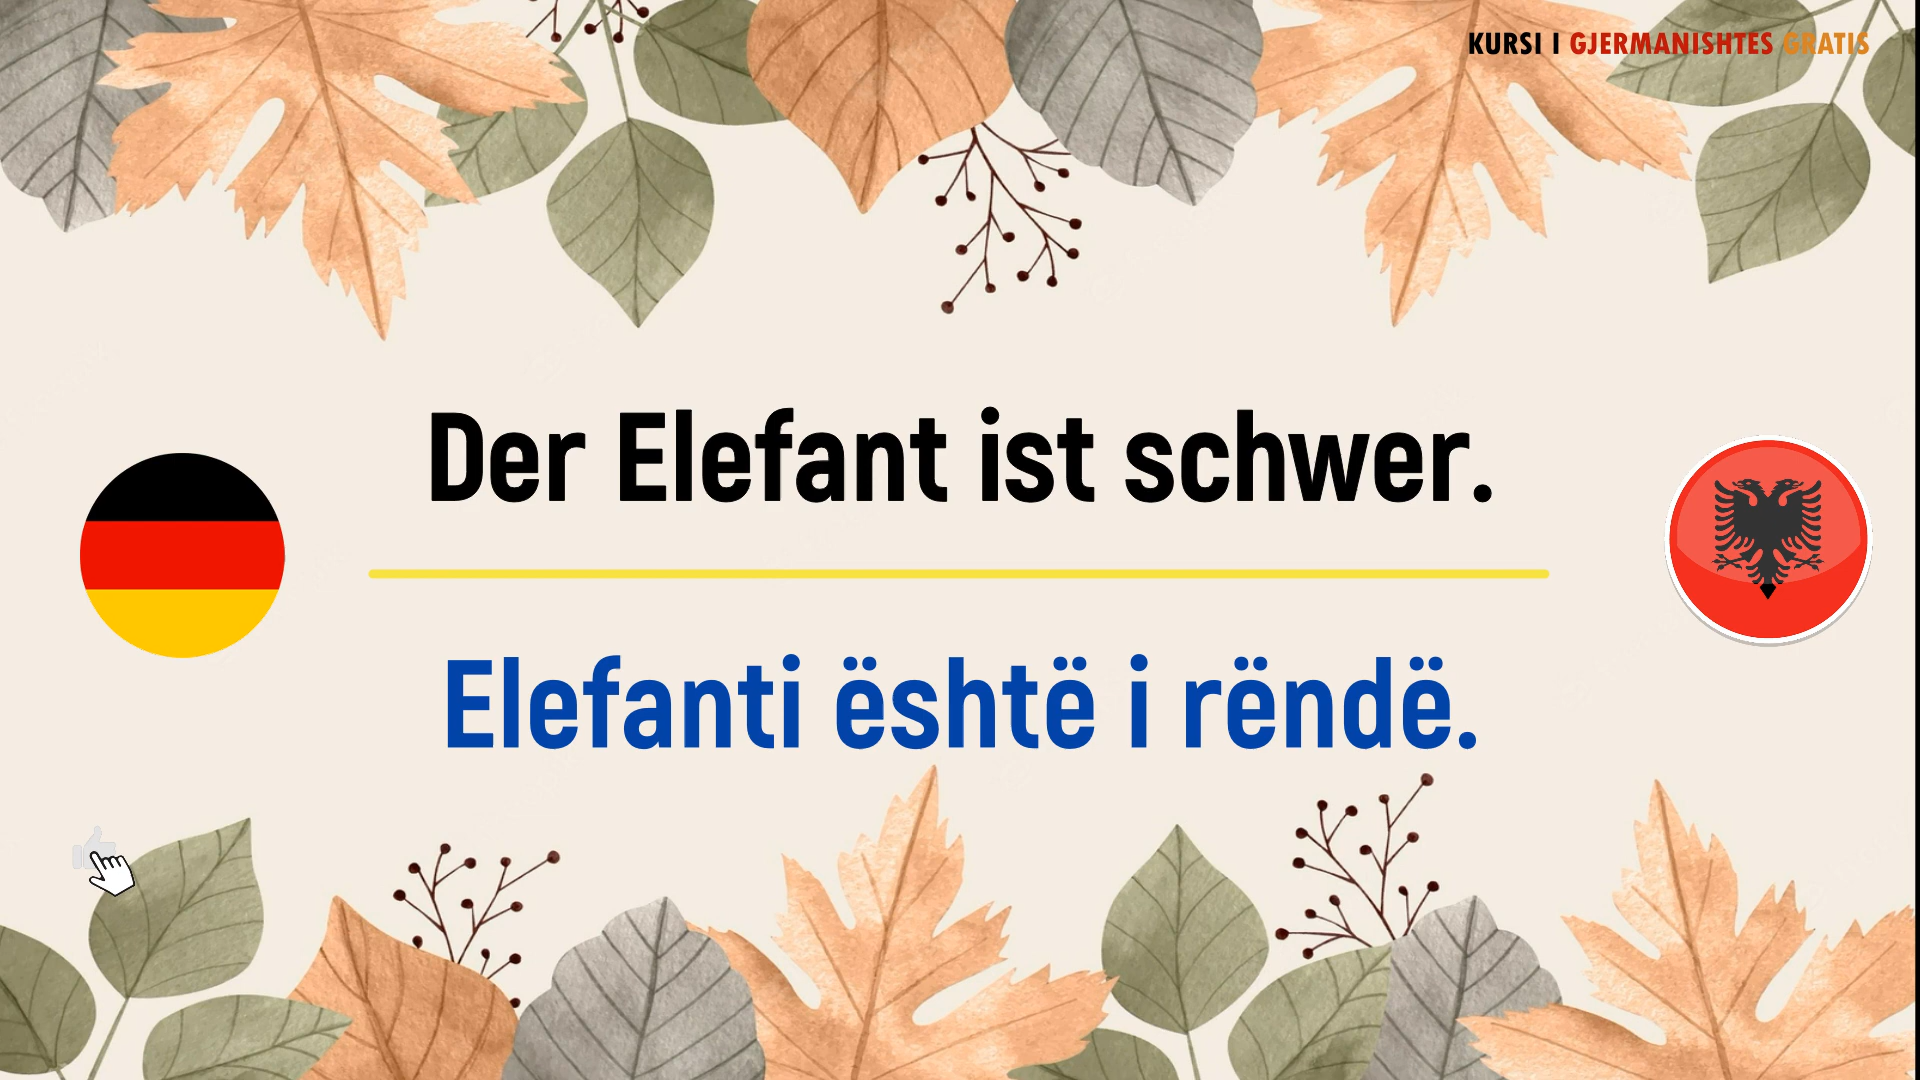 KURSI I GJERMANISHTES GRATIS
Der Elefant ist schwer.
Elefanti është i rëndë.